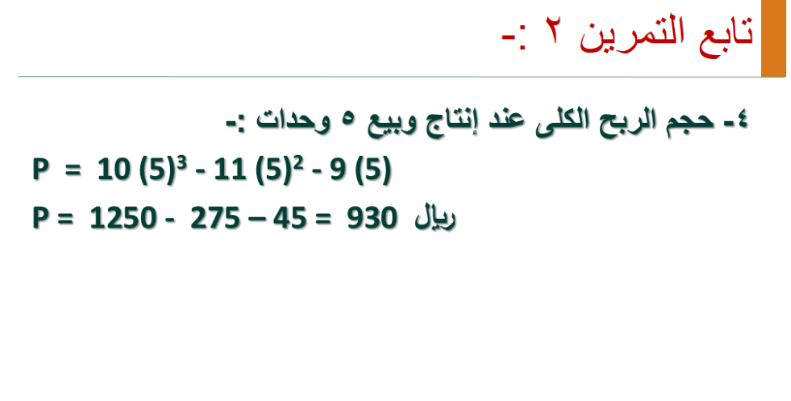 تابع التمرين ٢ :-
٤- حجم الربح الكلى عند إنتاج وبيع ٥ وحدات :-
P = 10 (5)³ - 11 (5)² - 9 (5)
P = 1250 - 275 – 45 = 930 ريال